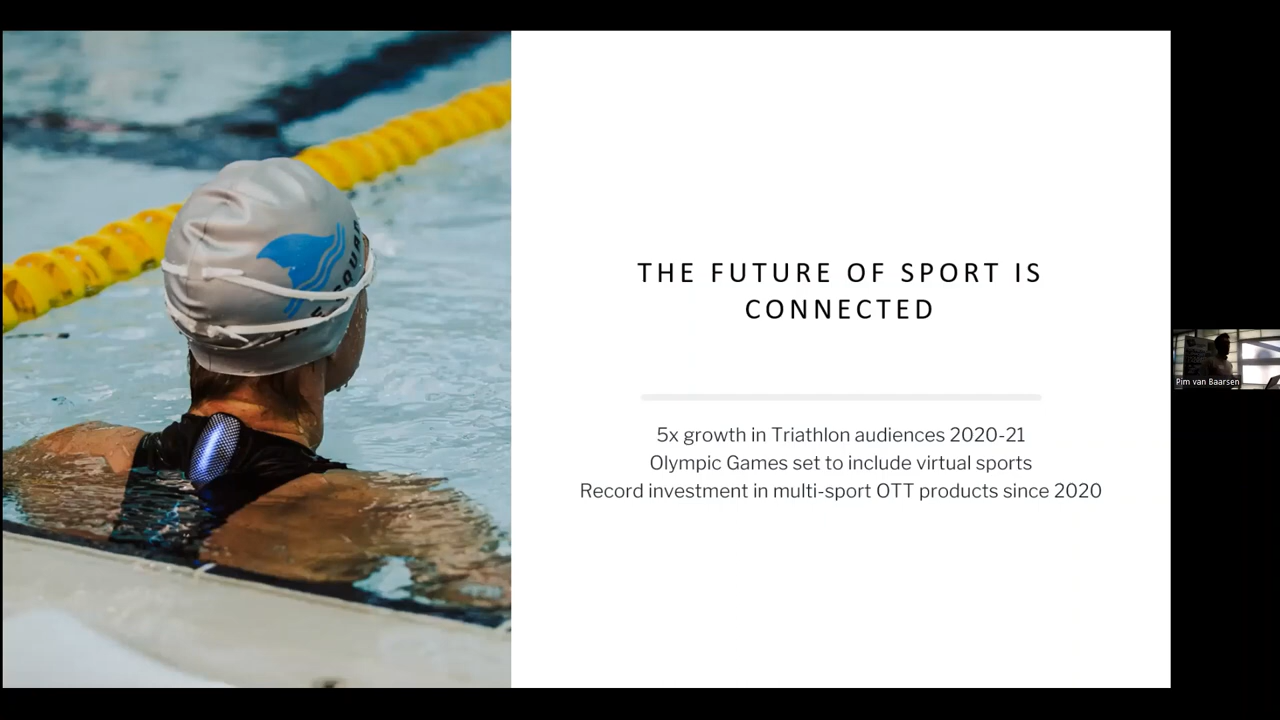 THE FUTURE OF SPORT IS
CONNECTED
5x growth in Triathlon audiences 2020-21
Olympic Games set to include virtual sports
Record investment in multi-sport OTT products since 2020
Pim van Baarsen